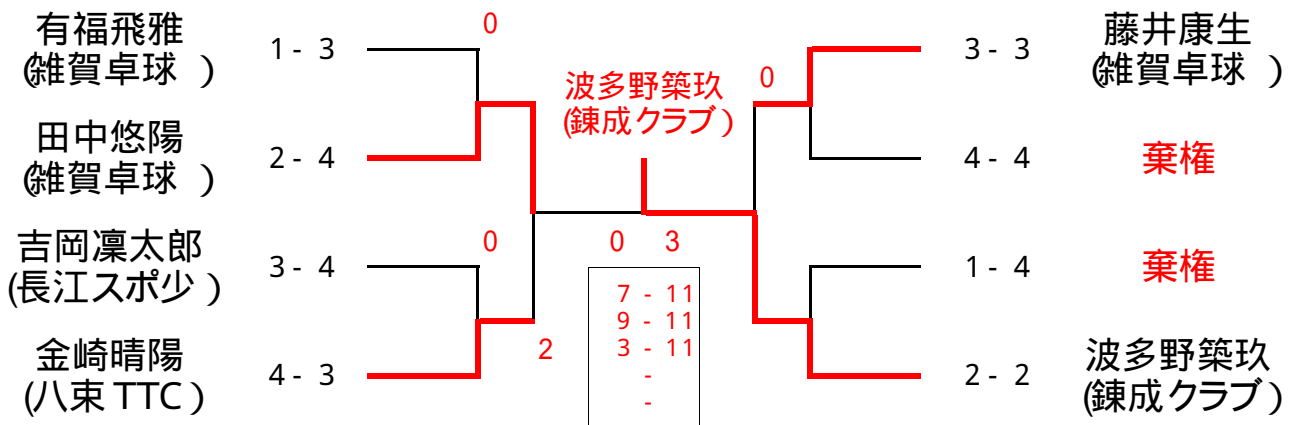 有福飛雅
(雑賀卓球 )
1 - 3
0
田中悠陽
(雑賀卓球 )
2 - 4
吉岡凜太郎
(長江スポ少 )
3 - 4
0
金崎晴陽
(八束 TTC )
4 - 3
2
波多野築玖
(錬成クラブ )
0 3
7 - 11
9 - 11
3 - 11
-
-
0
3 - 3
藤井康生
(雑賀卓球 )
4 - 4
棄権
1 - 4
棄権
2 - 2
波多野築玖
(錬成クラブ )